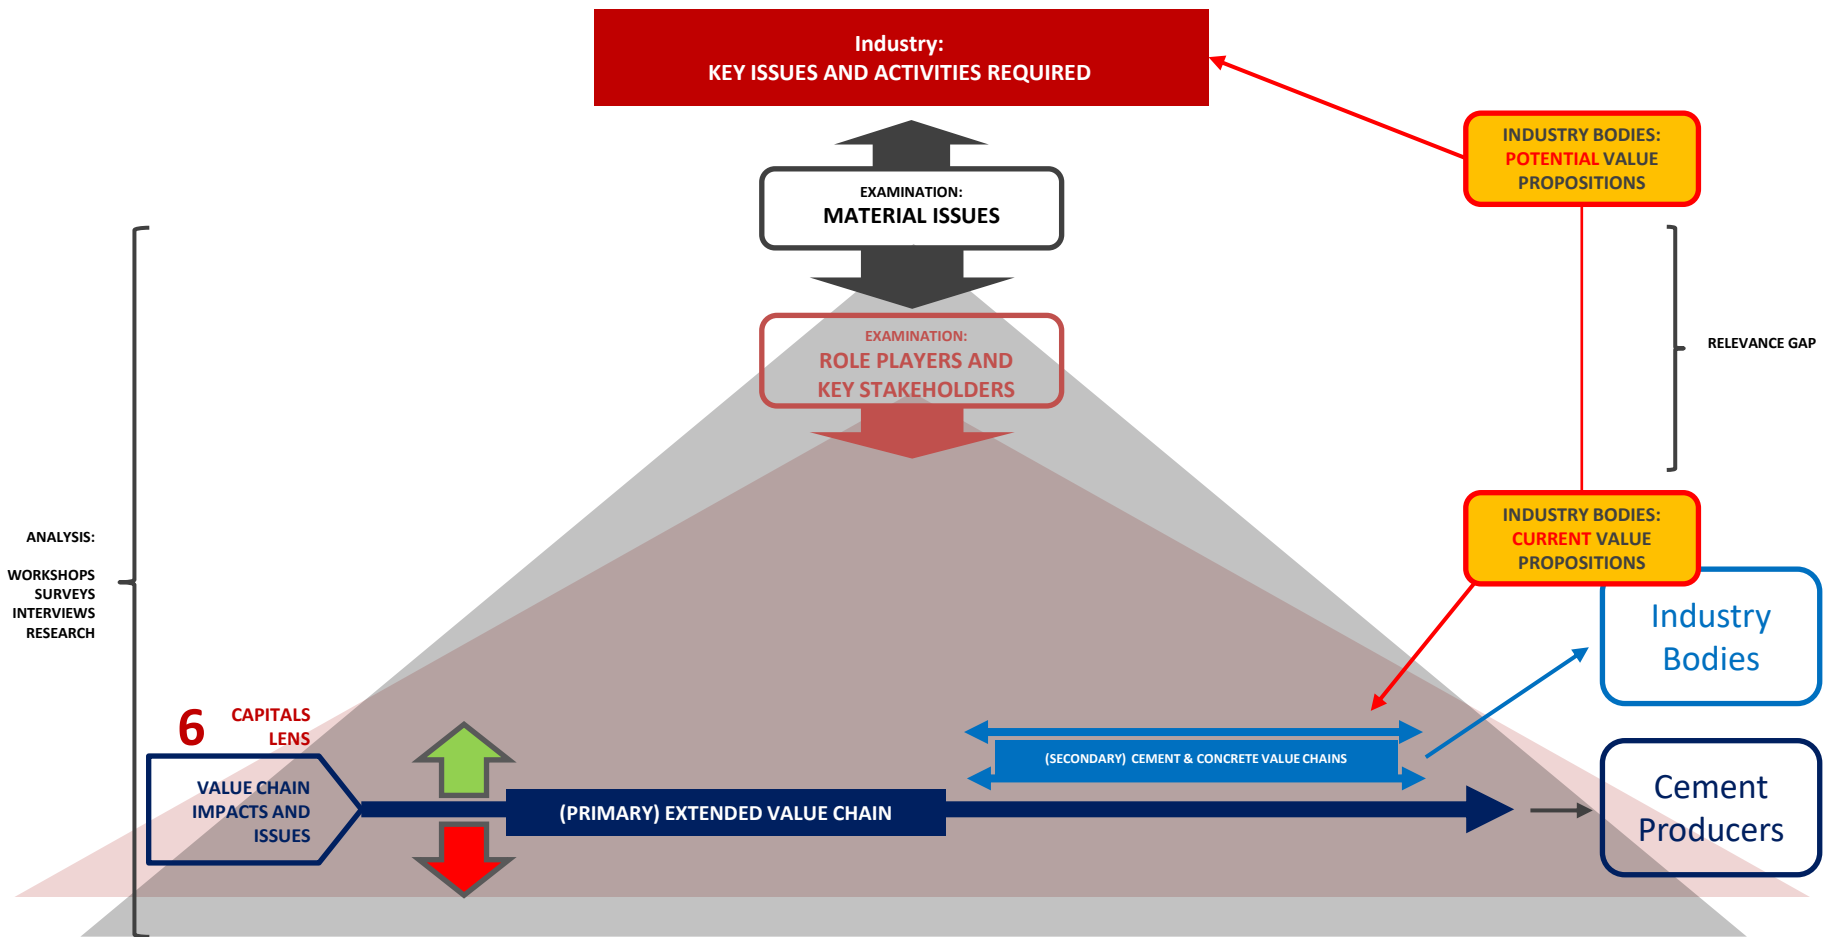 Industry:
KEY ISSUES AND ACTIVITIES REQUIRED
INDUSTRY BODIES:
POTENTIAL VALUE
PROPOSITIONS
EXAMINATION:
MATERIAL ISSUES
EXAMINATION:
ROLE PLAYERS AND
KEY STAKEHOLDERS
RELEVANCE GAP
ANALYSIS:
WORKSHOPS
SURVEYS
INTERVIEWS
RESEARCH
INDUSTRY BODIES:
CURRENT VALUE
PROPOSITIONS
Industry
Bodies
6 CAPITALS
LENS
VALUE CHAIN
IMPACTS AND
ISSUES
(SECONDARY) CEMENT & CONCRETE VALUE CHAINS
(PRIMARY) EXTENDED VALUE CHAIN
Cement
Producers